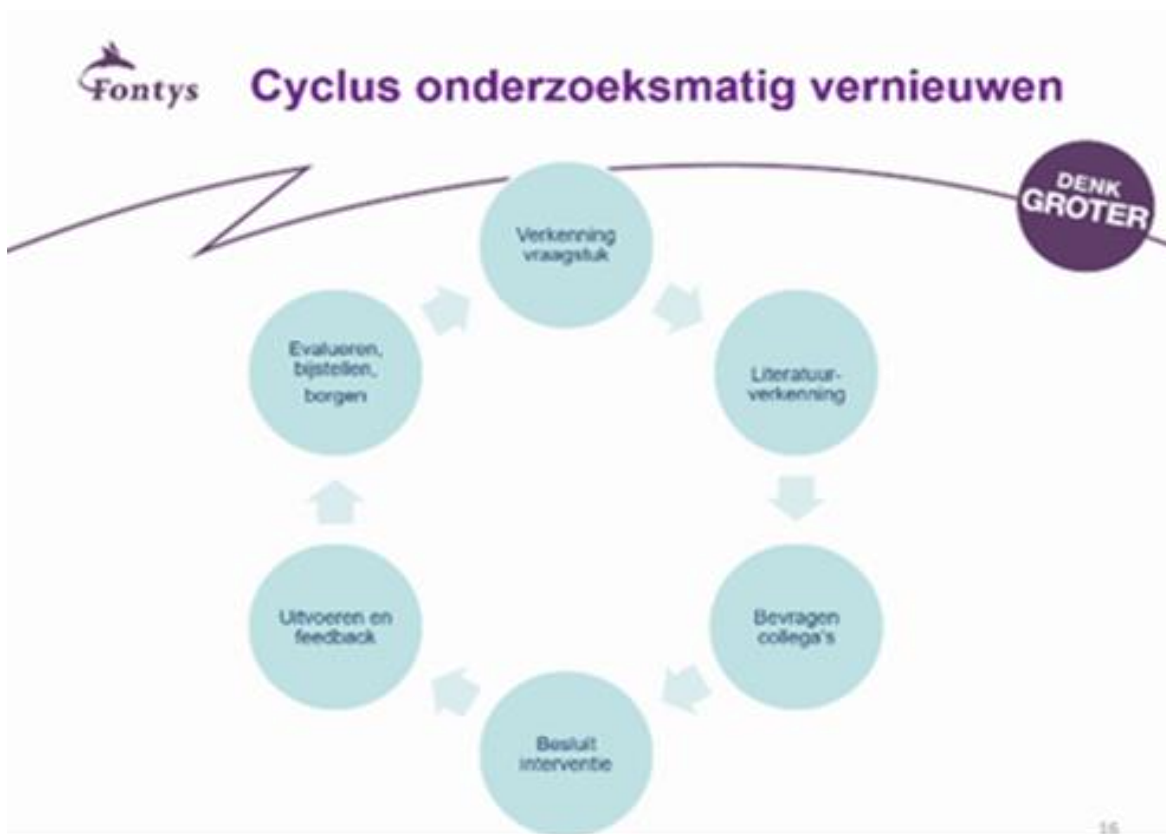 Fontys
Cyclus onderzoeksmatig vernieuwen
DENK
GROTER
Verkenning
vraagstuk
Literatuur-
verkenning
Bevragen
collega's
Besluit
interventie
Uitvoeren en
feedback
Evalueren,
bijstellen,
borgen
16